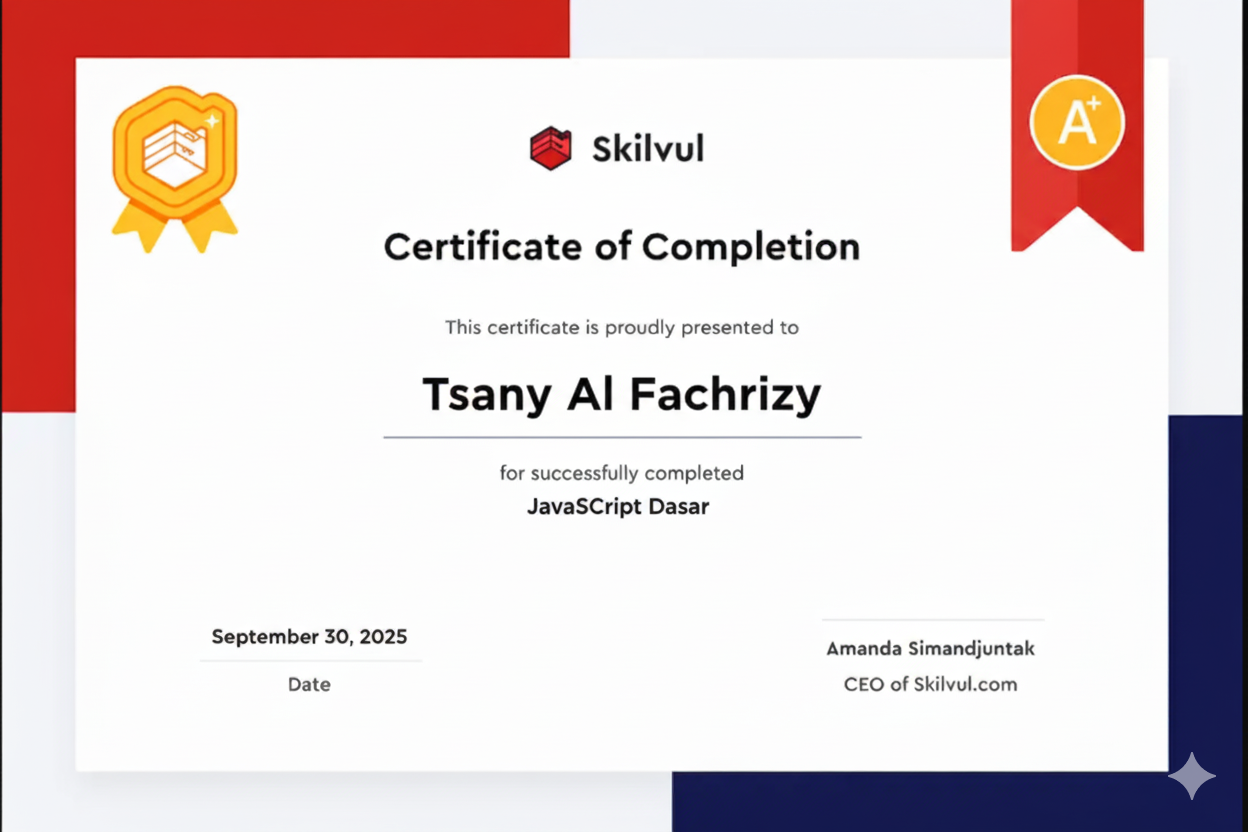 A+
Skilvul
Certificate of Completion
This certificate is proudly presented to
Tsany Al Fachrizy
for successfully completed
JavaSCript Dasar
September 30, 2025
Date
Amanda Simandjuntak
CEO of Skilvul.com